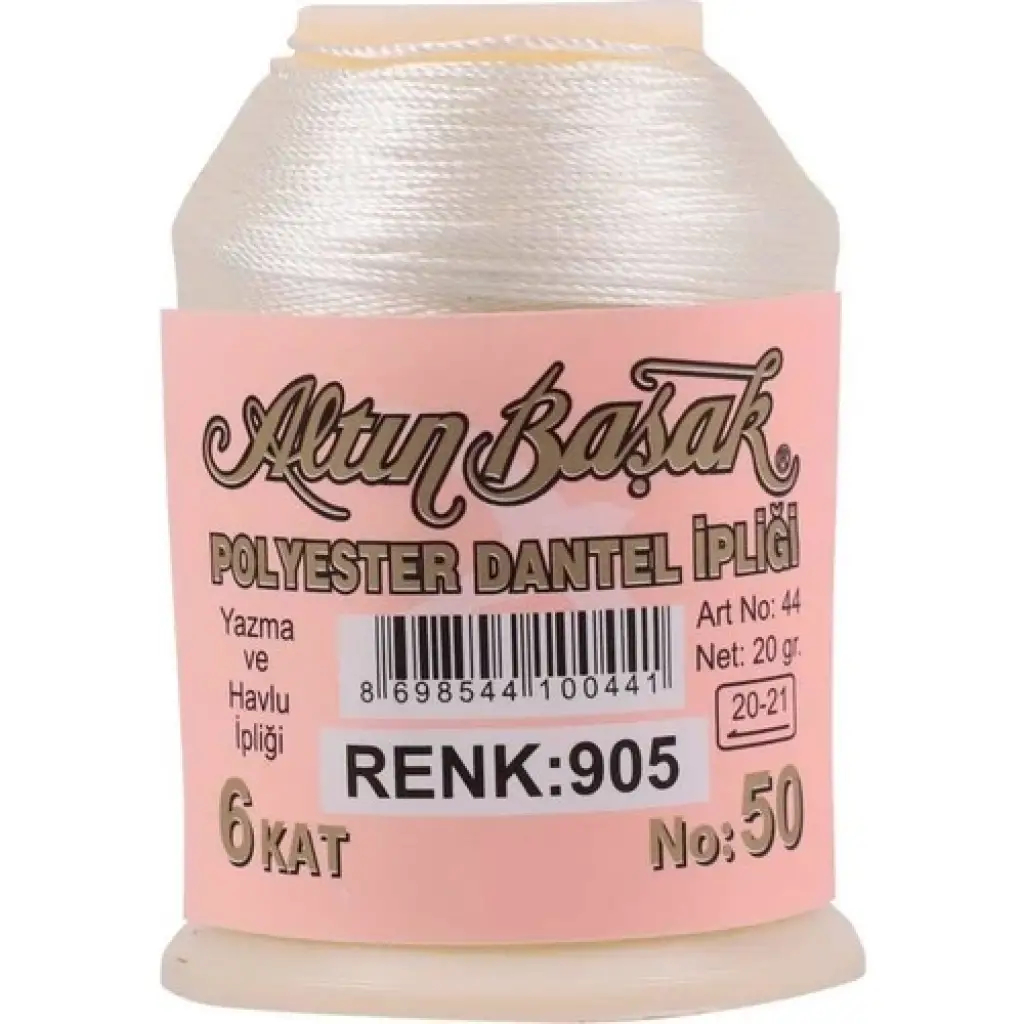 Altın Başak®
POLYESTER DANTEL İPLİĞİ
Yazma
ve
Havlu
İpliği
8 698544 100441
Art No: 44
Net: 20 gr.
20-21
RENK:905
6 KAT
No: 50